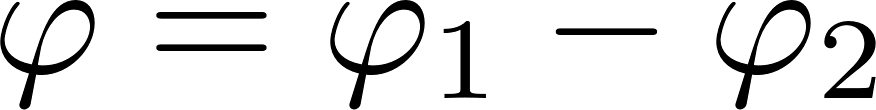 φ = φ₁ − φ₂